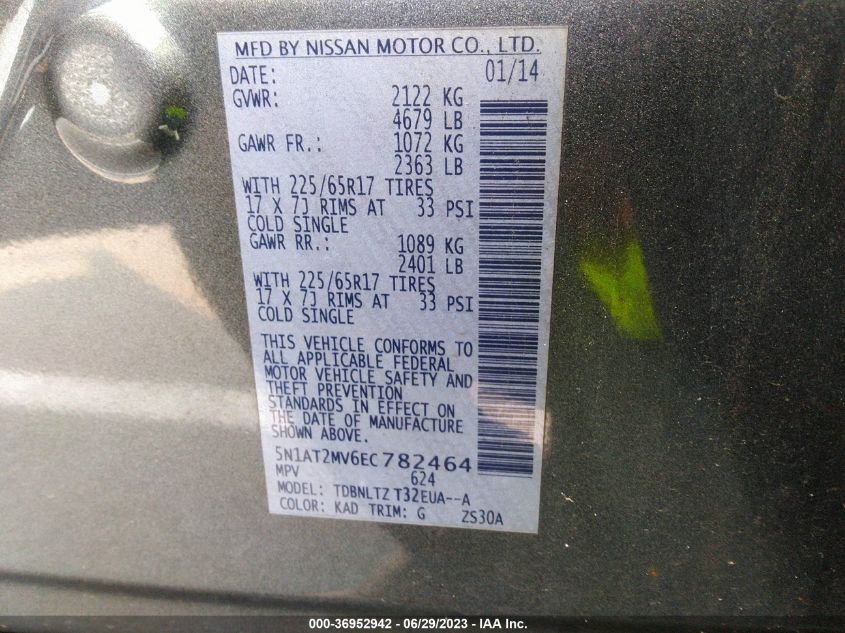 MFD BY NISSAN MOTOR CO., LTD.
DATE: 01/14
GVWR: 2122 KG
4679 LB
GAWR FR.: 1072 KG
2363 LB
WITH 225/65R17 TIRES
17 X 7J RIMS AT 33 PSI
COLD SINGLE
GAWR RR.: 1089 KG
2401 LB
WITH 225/65R17 TIRES
17 X 7J RIMS AT 33 PSI
COLD SINGLE
THIS VEHICLE CONFORMS TO
ALL APPLICABLE FEDERAL
MOTOR VEHICLE SAFETY AND
THEFT PREVENTION
STANDARDS IN EFFECT ON
THE DATE OF MANUFACTURE
SHOWN ABOVE.
5N1AT2MV6EC782464
MPV 624
MODEL: TDBNLTZ T32EUA--A
COLOR: KAD TRIM: G ZS30A
000-36952942 - 06/29/2023 - IAA Inc.